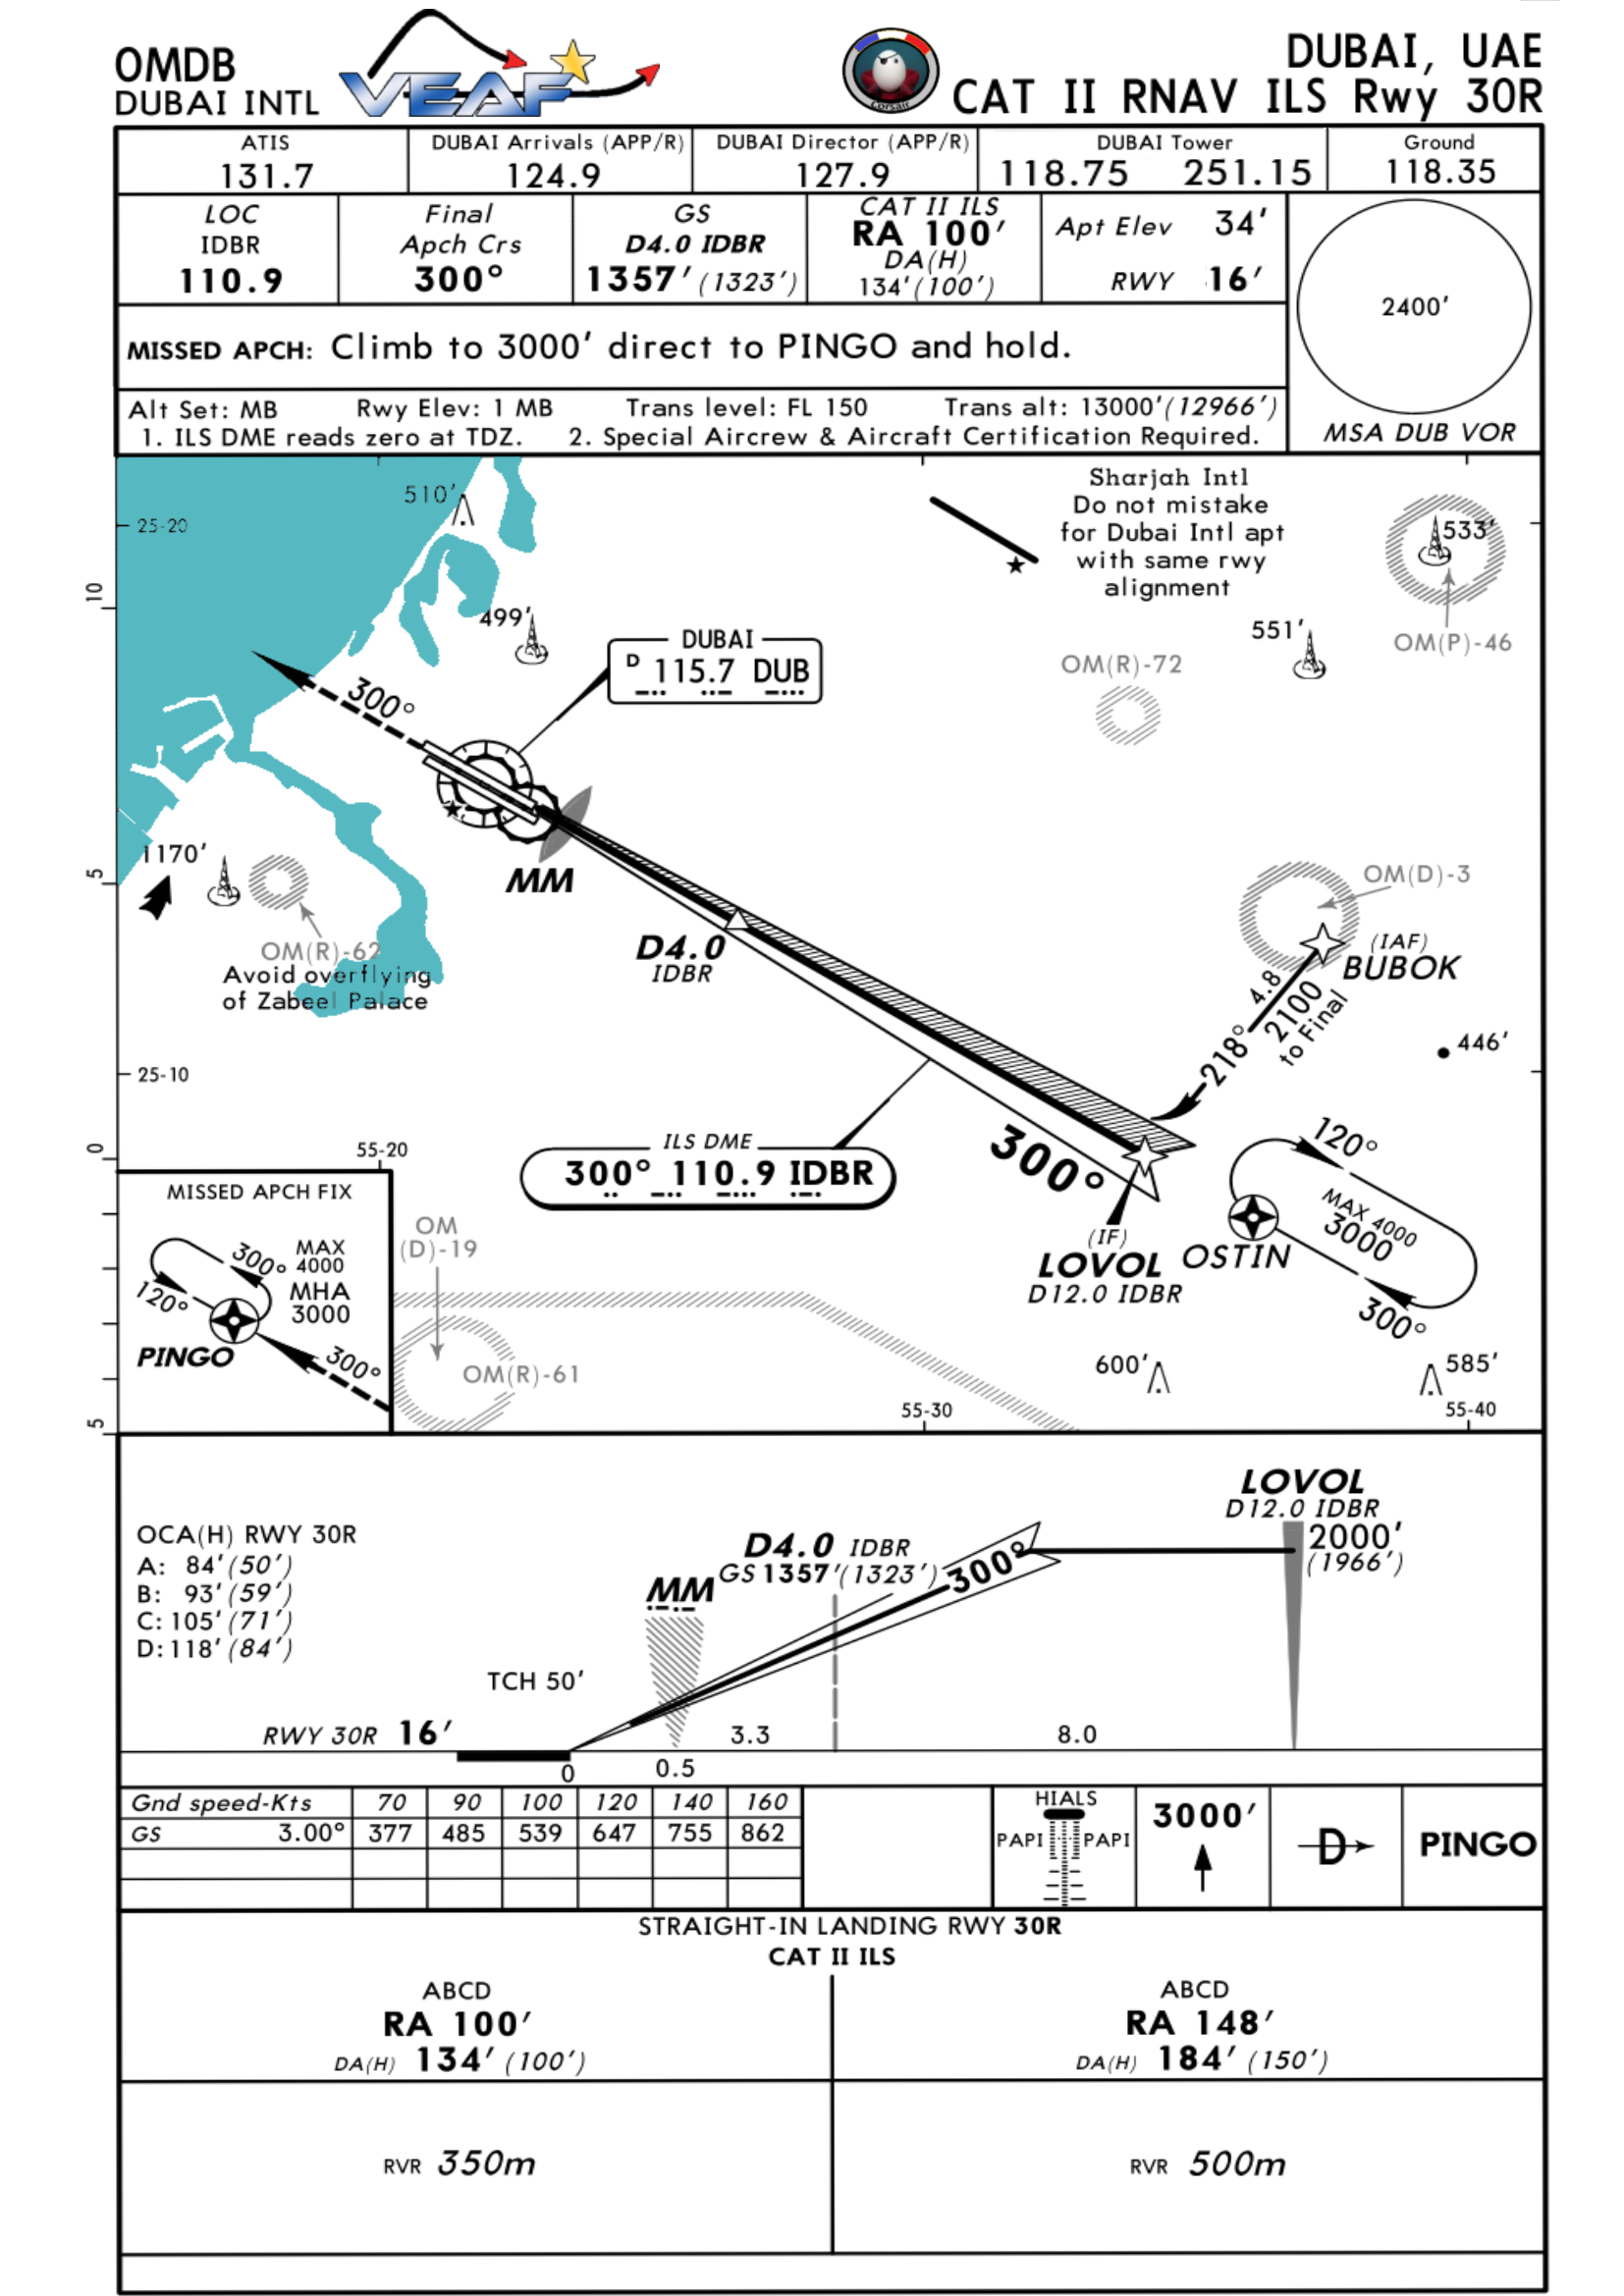 OMDB
DUBAI INTL
VEAF
Corsair
DUBAI, UAE
CAT II RNAV ILS Rwy 30R
ATIS
131.7
DUBAI Arrivals (APP/R)
124.9
DUBAI Director (APP/R)
127.9
DUBAI Tower
118.75 251.15
Ground
118.35
LOC
IDBR
110.9
Final
Apch Crs
300°
GS
D4.0 IDBR
1357' (1323')
CAT II ILS
RA 100'
DA(H)
134' (100')
Apt Elev 34'
RWY 16'
2400'
MSA DUB VOR
MISSED APCH: Climb to 3000' direct to PINGO and hold.
Alt Set: MB Rwy Elev: 1 MB Trans level: FL 150 Trans alt: 13000' (12966')
1. ILS DME reads zero at TDZ. 2. Special Aircrew & Aircraft Certification Required.
510'
25-20
Sharjah Intl
Do not mistake
for Dubai Intl apt
with same rwy
alignment
533'
OM(P)-46
10
499'
551'
OM(R)-72
DUBAI
D 115.7 DUB
300°
MM
1170'
5
OM(R)-62
Avoid overflying
of Zabeel Palace
D4.0
IDBR
OM(D)-3
(IAF)
BUBOK
4.8
218°
2100
to Final
446'
25-10
0
55-20
ILS DME
300° 110.9 IDBR
300°
(IF)
LOVOL
D12.0 IDBR
OSTIN
120°
MAX 4000
3000
300°
MISSED APCH FIX
300°
MAX
4000
MHA
3000
120°
PINGO
300°
OM
(D)-19
OM(R)-61
600'
585'
55-30
55-40
5
LOVOL
D12.0 IDBR
2000'
(1966')
OCA(H) RWY 30R
A: 84' (50')
B: 93' (59')
C: 105' (71')
D: 118' (84')
D4.0 IDBR
GS 1357' (1323')
300°
MM
TCH 50'
RWY 30R 16'
3.3
8.0
0
0.5
Gnd speed-Kts 70 90 100 120 140 160
GS 3.00° 377 485 539 647 755 862
HIALS
PAPI PAPI
3000'
D
PINGO
STRAIGHT-IN LANDING RWY 30R
CAT II ILS
ABCD
RA 100'
DA(H) 134' (100')
ABCD
RA 148'
DA(H) 184' (150')
RVR 350m
RVR 500m